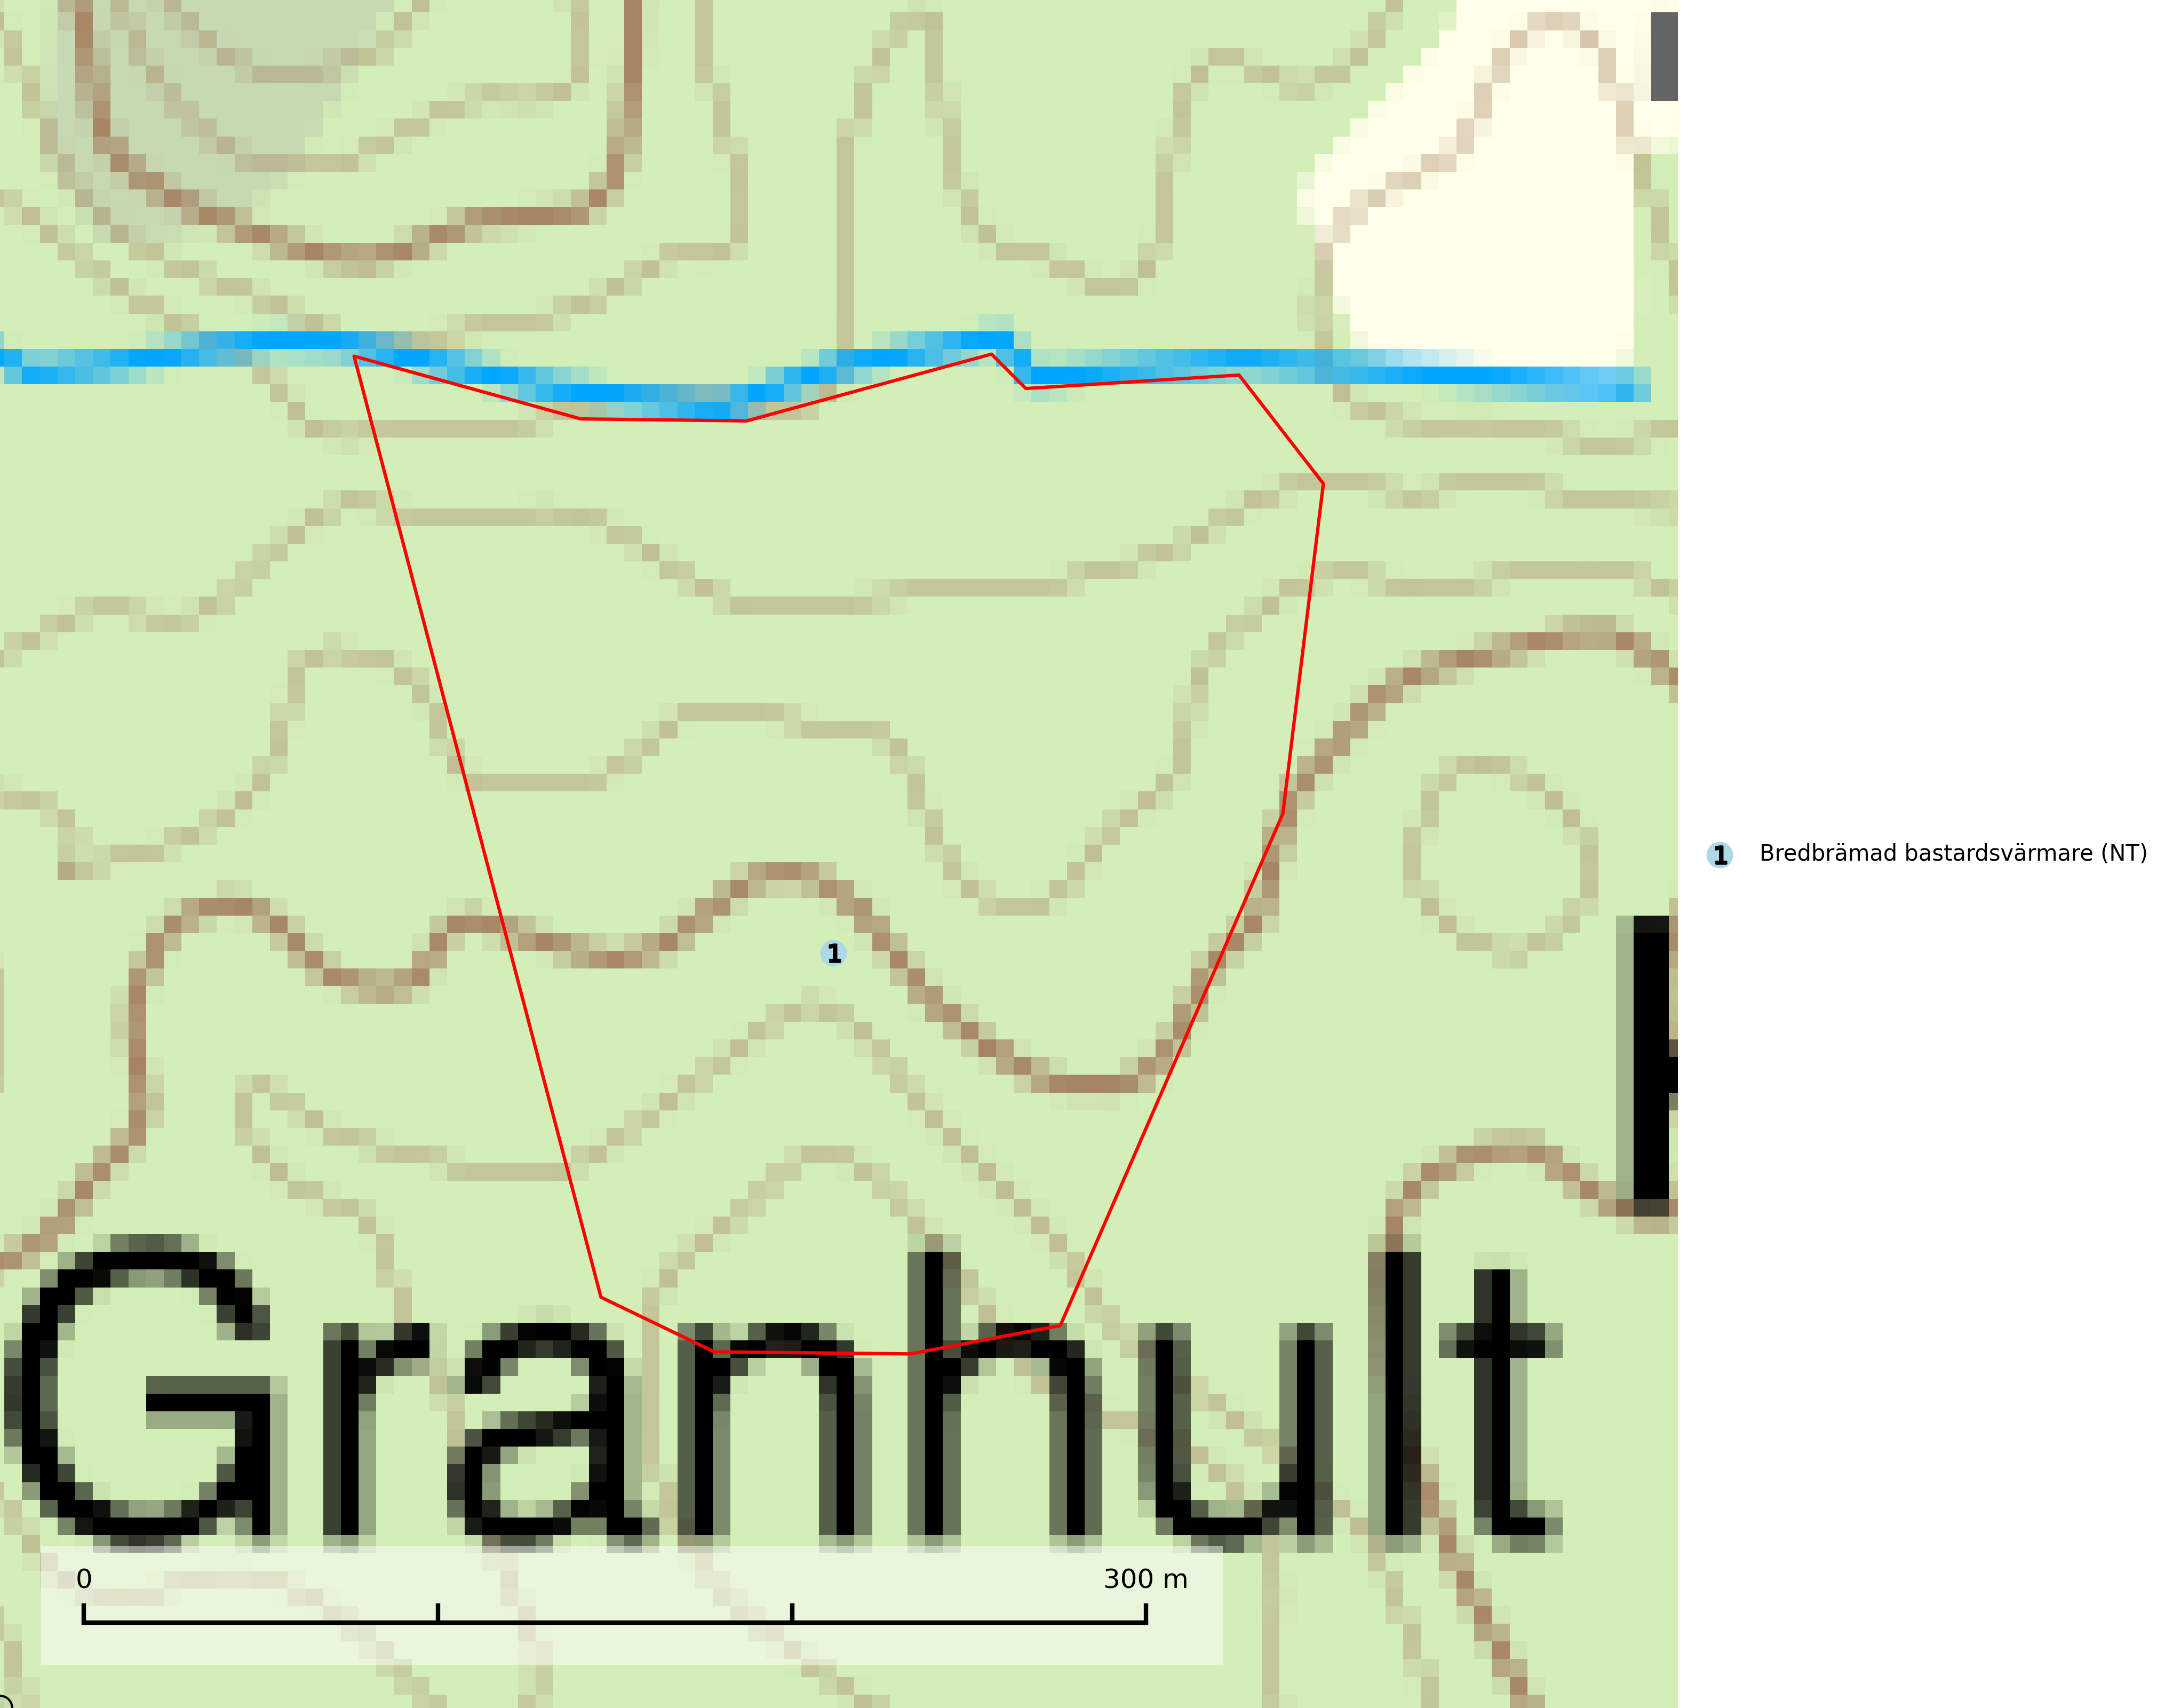 1 Bredbrämad bastardsvärmare (NT)
1
Granhult
0 300 m